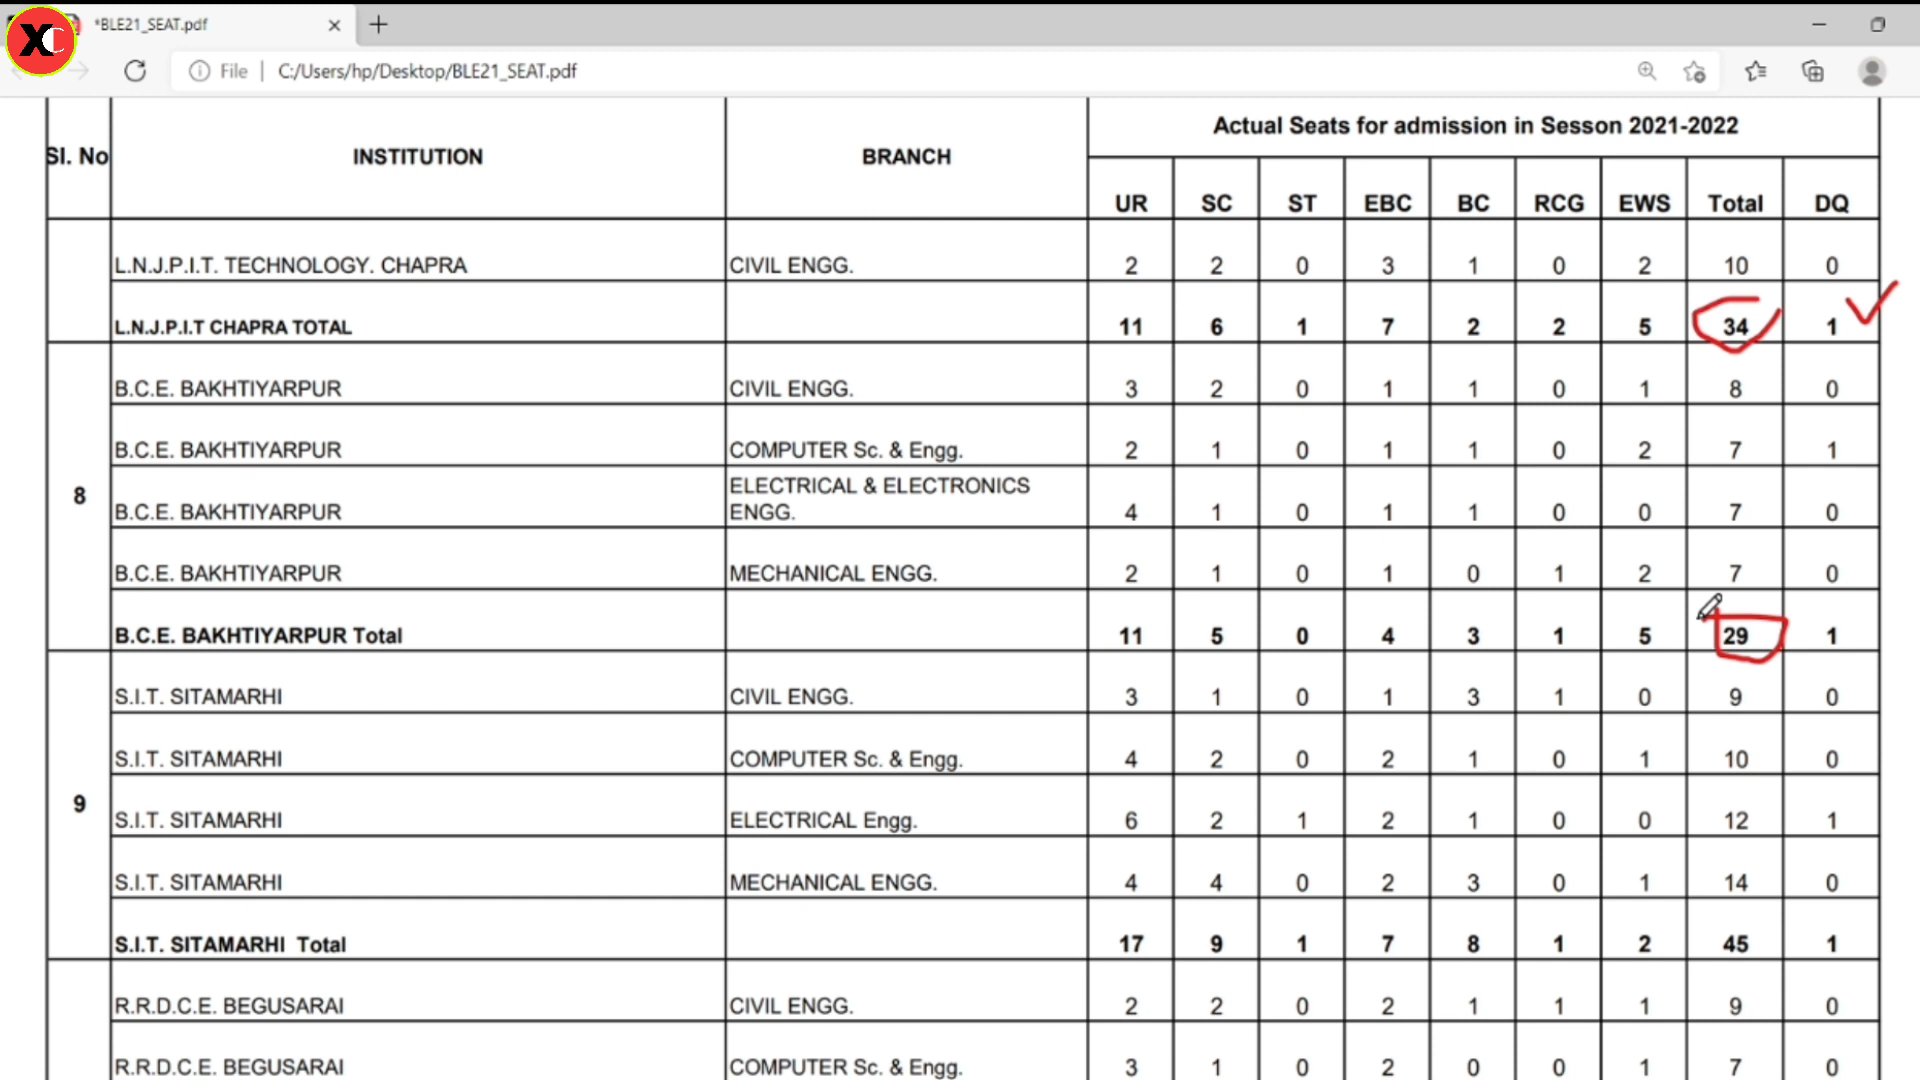 XC
*BLE21_SEAT.pdf
File | C:/Users/hp/Desktop/BLE21_SEAT.pdf
Actual Seats for admission in Sesson 2021-2022
Sl. No INSTITUTION BRANCH
UR SC ST EBC BC RCG EWS Total DQ
L.N.J.P.I.T. TECHNOLOGY. CHAPRA CIVIL ENGG. 2 2 0 3 1 0 2 10 0
L.N.J.P.I.T CHAPRA TOTAL 11 6 1 7 2 2 5 34 1
B.C.E. BAKHTIYARPUR CIVIL ENGG. 3 2 0 1 1 0 1 8 0
B.C.E. BAKHTIYARPUR COMPUTER Sc. & Engg. 2 1 0 1 1 0 2 7 1
8
ELECTRICAL & ELECTRONICS
B.C.E. BAKHTIYARPUR ENGG. 4 1 0 1 1 0 0 7 0
B.C.E. BAKHTIYARPUR MECHANICAL ENGG. 2 1 0 1 0 1 2 7 0
B.C.E. BAKHTIYARPUR Total 11 5 0 4 3 1 5 29 1
S.I.T. SITAMARHI CIVIL ENGG. 3 1 0 1 3 1 0 9 0
S.I.T. SITAMARHI COMPUTER Sc. & Engg. 4 2 0 2 1 0 1 10 0
9
S.I.T. SITAMARHI ELECTRICAL Engg. 6 2 1 2 1 0 0 12 1
S.I.T. SITAMARHI MECHANICAL ENGG. 4 4 0 2 3 0 1 14 0
S.I.T. SITAMARHI Total 17 9 1 7 8 1 2 45 1
R.R.D.C.E. BEGUSARAI CIVIL ENGG. 2 2 0 2 1 1 1 9 0
R.R.D.C.E. BEGUSARAI COMPUTER Sc. & Engg. 3 1 0 2 0 0 1 7 0